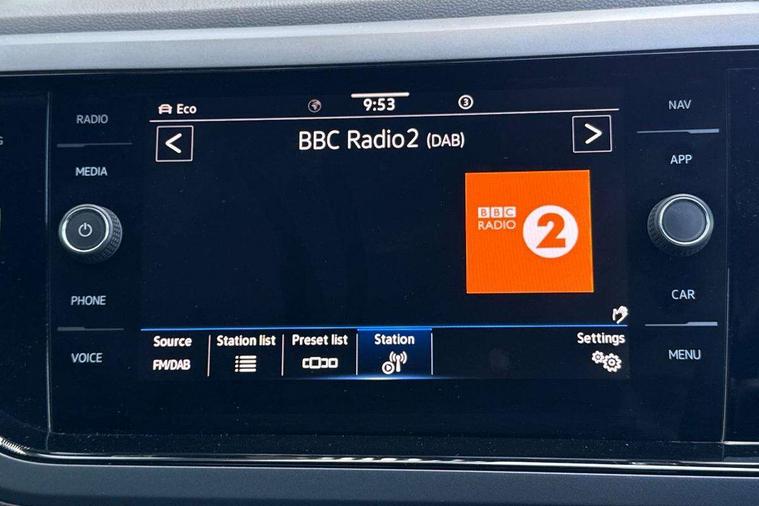 RADIO
MEDIA
PHONE
VOICE
Eco
9:53
3
< BBC Radio2 (DAB) >
BBC
RADIO
2
Source
FM/DAB
Station list
Preset list
Station
Settings
NAV
APP
CAR
MENU